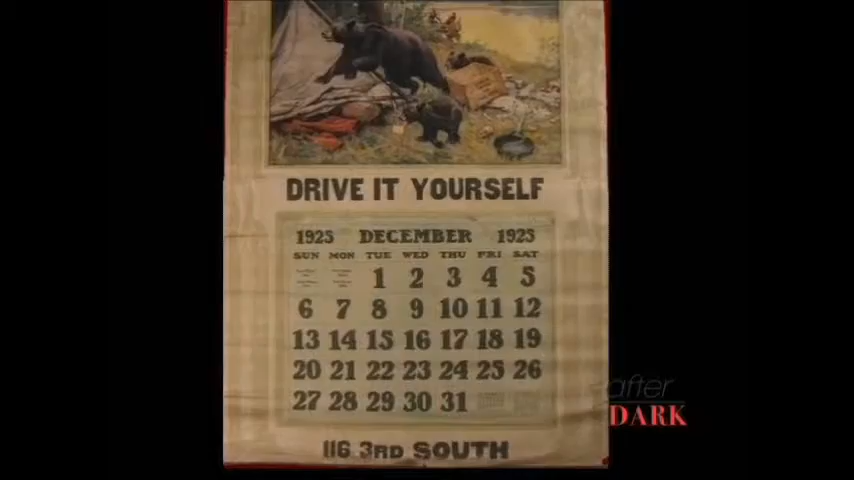 DRIVE IT YOURSELF
1925 DECEMBER 1925
SUN MON TUE WED THU FRI SAT
1 2 3 4 5
6 7 8 9 10 11 12
13 14 15 16 17 18 19
20 21 22 23 24 25 26
27 28 29 30 31
116 3RD SOUTH
after
DARK